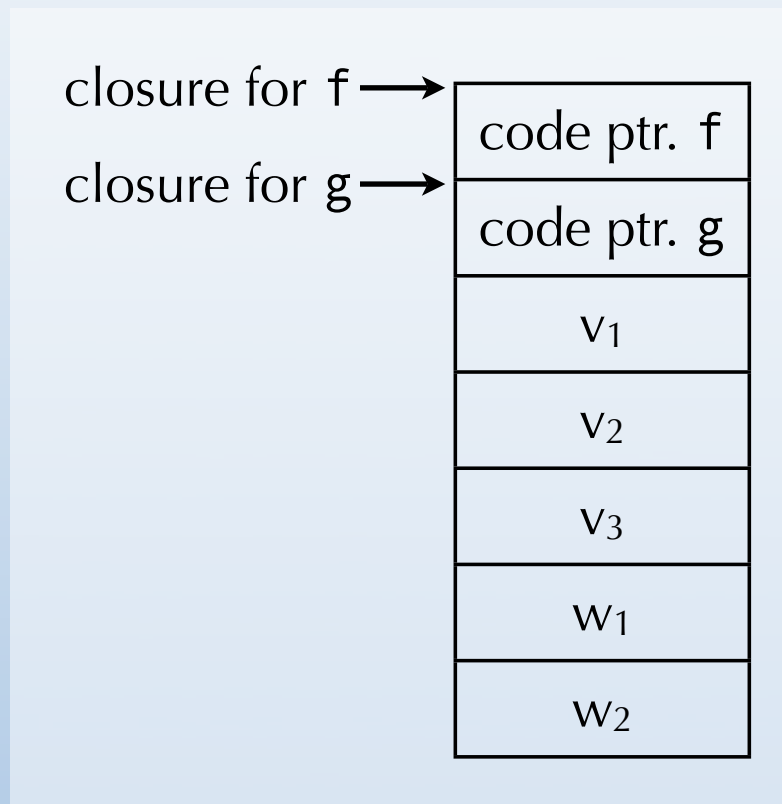 closure for f
code ptr. f
closure for g
code ptr. g
v1
v2
v3
w1
w2